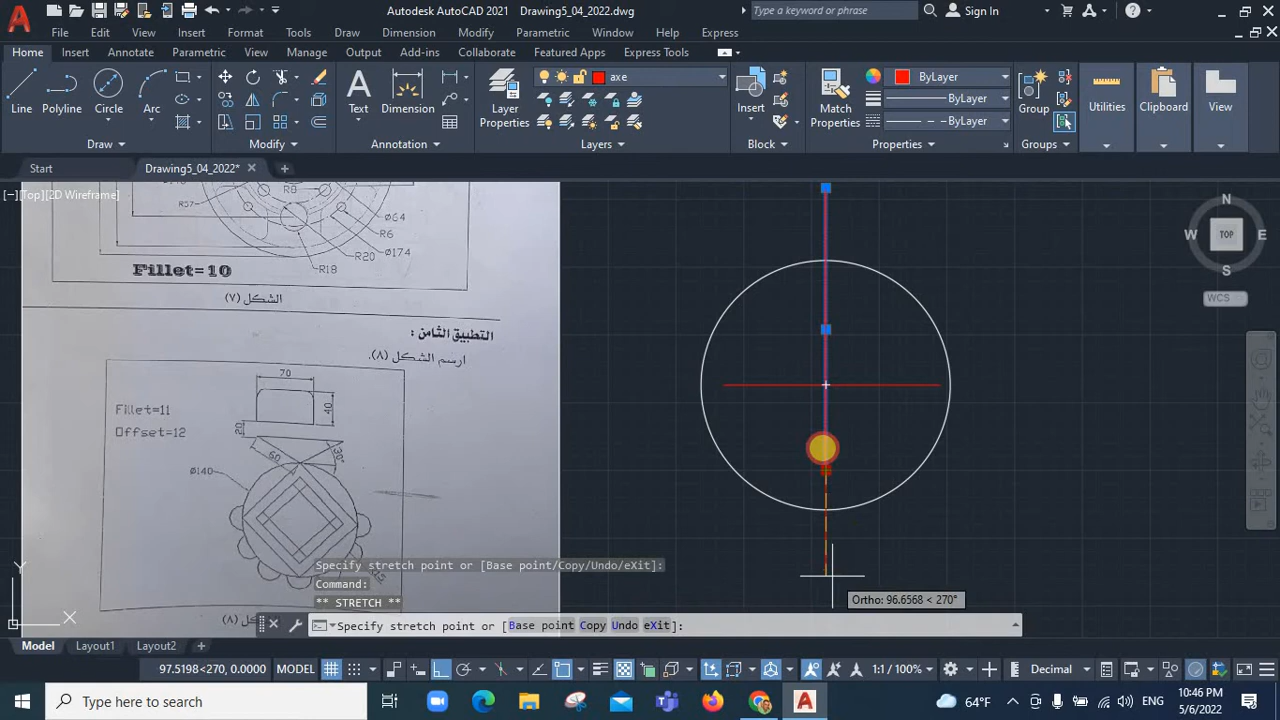 Autodesk AutoCAD 2021 Drawing5_04_2022.dwg
Type a keyword or phrase
Sign In
File Edit View Insert Format Tools Draw Dimension Modify Parametric Window Help Express
Home Insert Annotate Parametric View Manage Output Add-ins Collaborate Featured Apps Express Tools
axe
ByLayer
ByLayer
ByLayer
Line Polyline Circle Arc Text Dimension Layer Properties Insert Match Properties Group Utilities Clipboard View
Draw Modify Annotation Layers Block Properties Groups
Start Drawing5_04_2022*
[−][Top][2D Wireframe]
R8
R57
Ø64
R6
Ø174
R20
R18
Fillet=10
الشكل (٧)
التطبيق الثامن :
ارسم الشكل (٨).
70
40
20
Fillet=11
Offset=12
60
30°
Ø140
R15
(٨)
N
W TOP E
S
WCS
Y
X
Ortho: 96.6568 < 270°
Specify stretch point or [Base point/Copy/Undo/eXit]:
Command:
** STRETCH **
Specify stretch point or [Base point Copy Undo eXit]:
Model Layout1 Layout2 +
97.5198<270, 0.0000 MODEL 1:1 / 100% Decimal
Type here to search
64°F
ENG
10:46 PM
5/6/2022